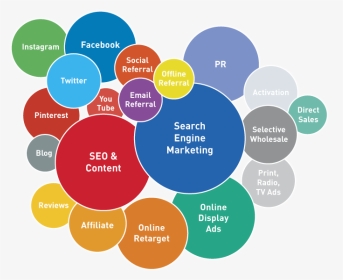 Instagram
Facebook
Social
Referral
Offline
Referral
PR
Twitter
Email
Referral
Activation
You
Tube
Direct
Sales
Pinterest
Search
Engine
Marketing
Selective
Wholesale
Blog
SEO &
Content
Print,
Radio,
TV Ads
Reviews
Affiliate
Online
Retarget
Online
Display
Ads